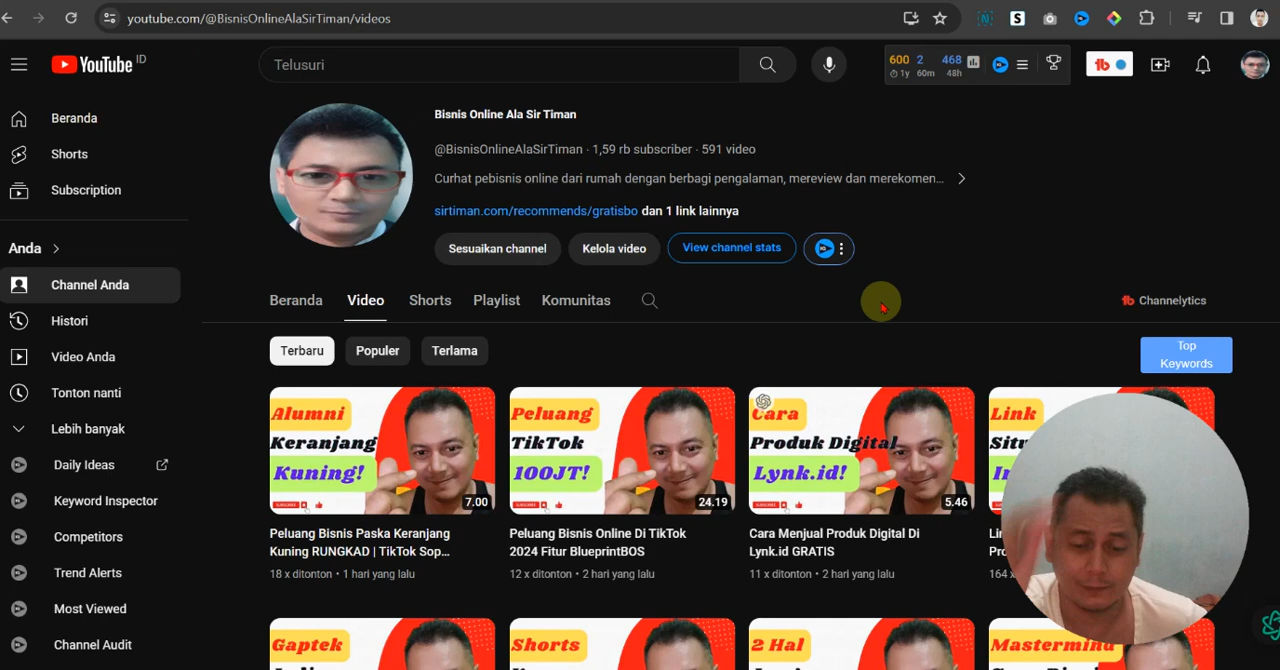 youtube.com/@BisnisOnlineAlaSirTiman/videos
YouTube ID
Telusuri
600 2 468
1y 60m 48h
Bisnis Online Ala Sir Timan
@BisnisOnlineAlaSirTiman · 1,59 rb subscriber · 591 video
Curhat pebisnis online dari rumah dengan berbagi pengalaman, mereview dan merekomen...
sirtiman.com/recommends/gratisbo dan 1 link lainnya
Sesuaikan channel
Kelola video
View channel stats
Beranda
Shorts
Subscription
Anda
Channel Anda
Histori
Video Anda
Tonton nanti
Lebih banyak
Daily Ideas
Keyword Inspector
Competitors
Trend Alerts
Most Viewed
Channel Audit
Beranda Video Shorts Playlist Komunitas
Channelytics
Terbaru Populer Terlama
Top
Keywords
Alumni
Keranjang
Kuning!
SUBSCRIBE
7.00
Peluang Bisnis Paska Keranjang
Kuning RUNGKAD | TikTok Sop...
18 x ditonton • 1 hari yang lalu
Peluang
TikTok
100JT!
SUBSCRIBE
24.19
Peluang Bisnis Online Di TikTok
2024 Fitur BlueprintBOS
12 x ditonton • 2 hari yang lalu
Cara
Produk Digital
Lynk.id!
SUBSCRIBE
5.46
Cara Menjual Produk Digital Di
Lynk.id GRATIS
11 x ditonton • 2 hari yang lalu
Link
164 x
Gaptek
Shorts
2 Hal
Mastermind